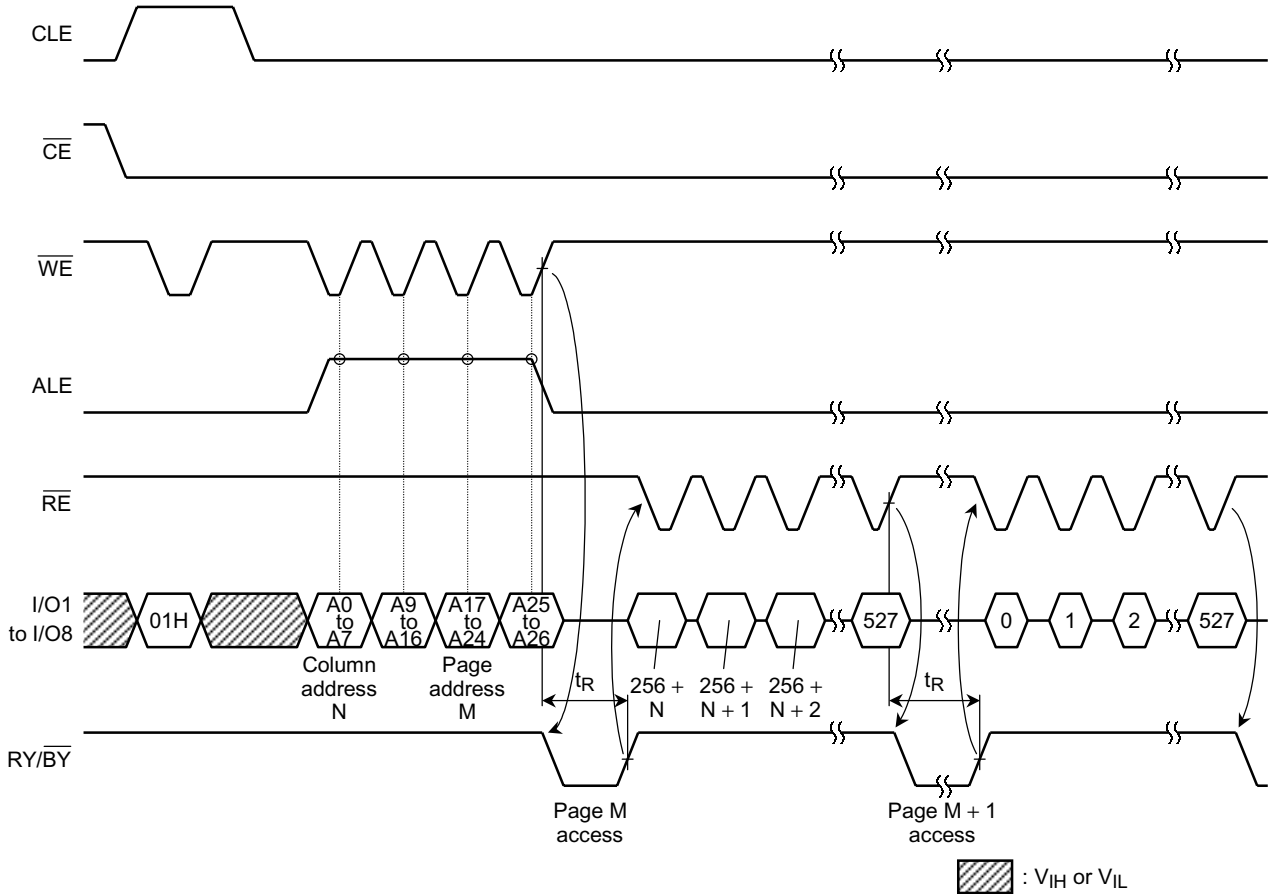 CLE
CE
WE
ALE
RE
I/O1
to I/O8
01H
A0
to
A7
A9
to
A16
A17
to
A24
A25
to
A26
527
0
1
2
527
Column
address
N
Page
address
M
tR
256 +
N
256 +
N + 1
256 +
N + 2
tR
RY/BY
Page M
access
Page M + 1
access
: VIH or VIL